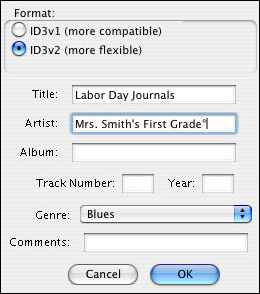 Format:
ID3v1 (more compatible)
ID3v2 (more flexible)
Title: Labor Day Journals
Artist: Mrs. Smith's First Grade
Album:
Track Number: Year:
Genre: Blues
Comments:
Cancel OK